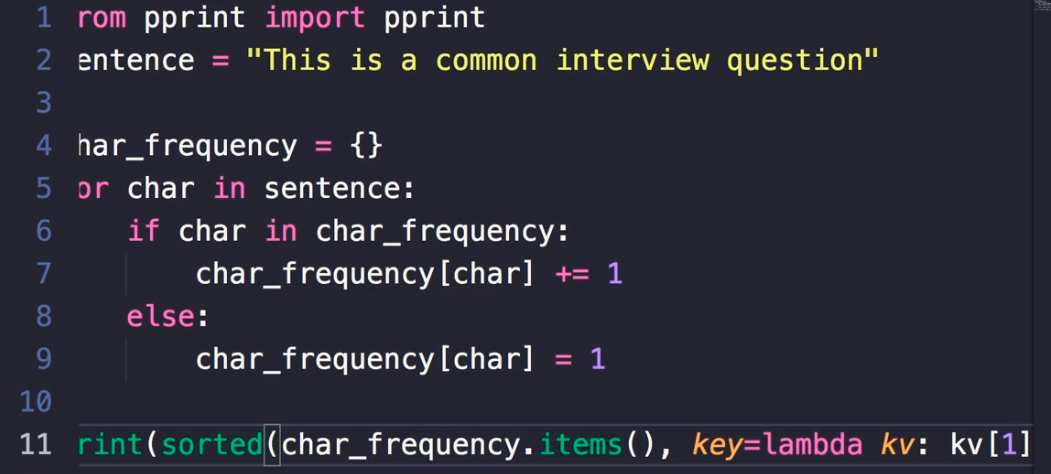 1 rom pprint import pprint
2 entence = "This is a common interview question"
3
4 har_frequency = {}
5 or char in sentence:
6 if char in char_frequency:
7 char_frequency[char] += 1
8 else:
9 char_frequency[char] = 1
10
11 rint(sorted(char_frequency.items(), key=lambda kv: kv[1]